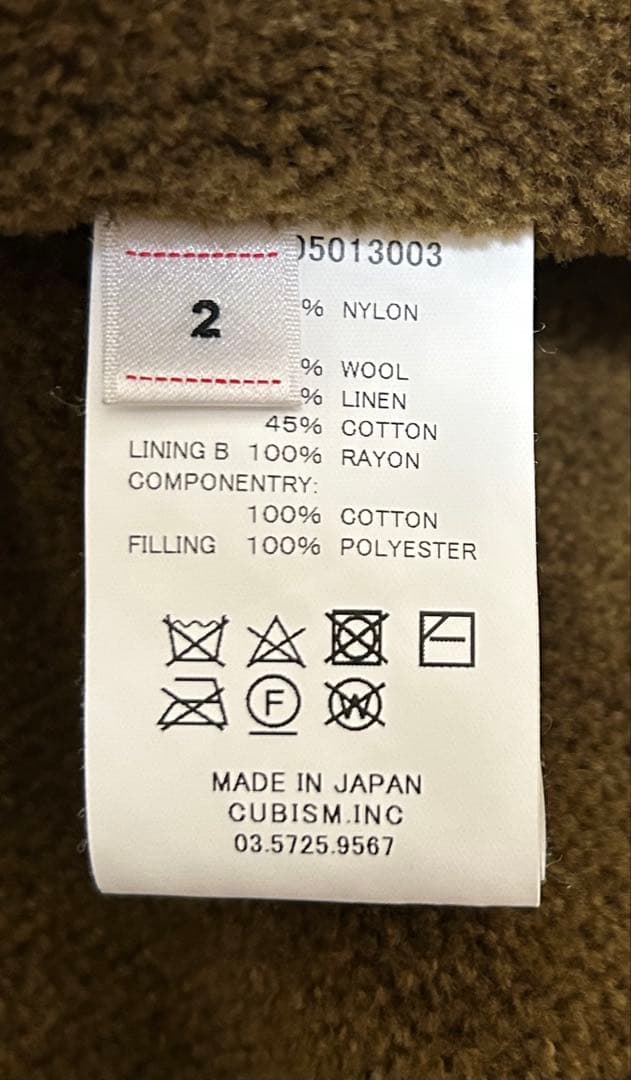 2
5013003
% NYLON
% WOOL
% LINEN
45% COTTON
LINING B 100% RAYON
COMPONENTRY:
100% COTTON
FILLING 100% POLYESTER
F
W
MADE IN JAPAN
CUBISM.INC
03.5725.9567